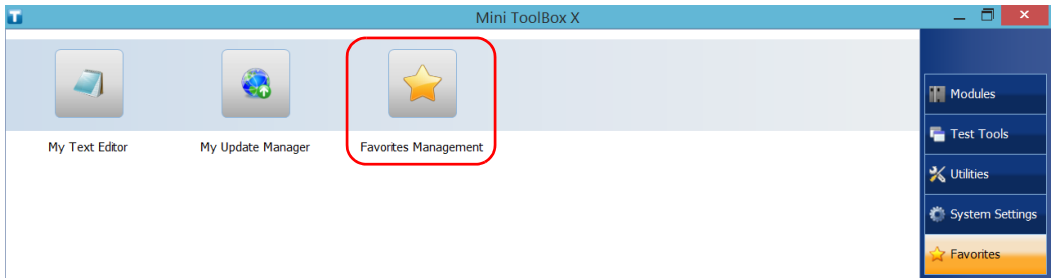 Mini ToolBox X
My Text Editor
My Update Manager
Favorites Management
Modules
Test Tools
Utilities
System Settings
Favorites